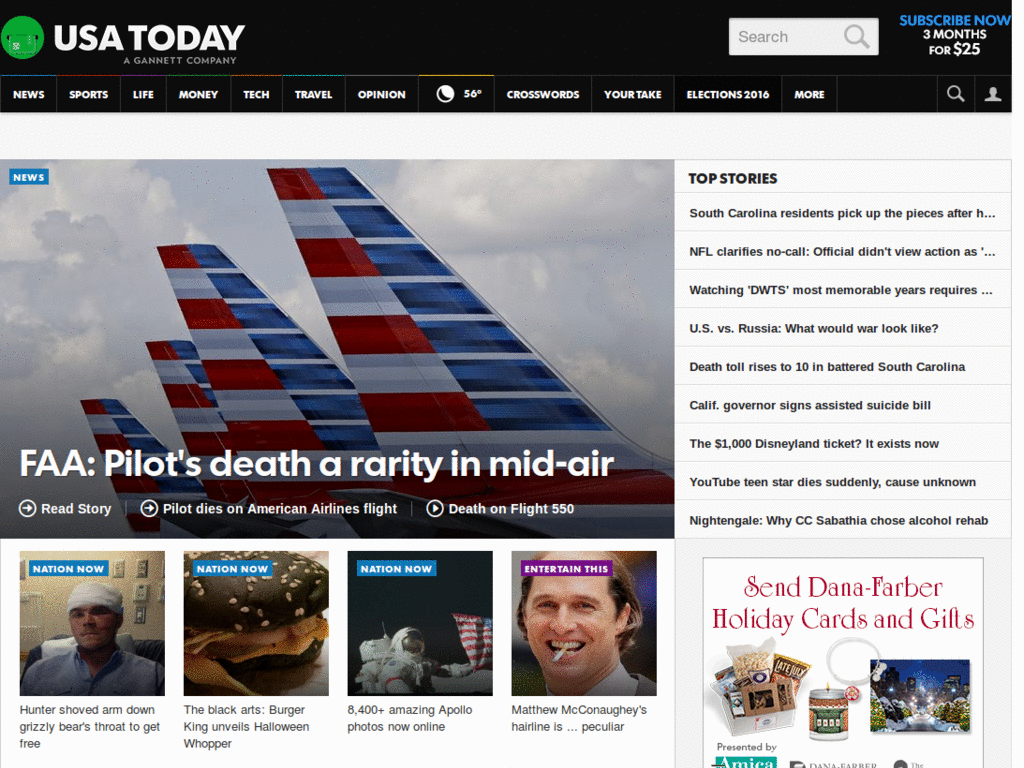 USA TODAY
A GANNETT COMPANY
Search
SUBSCRIBE NOW
3 MONTHS
FOR $25
NEWS
SPORTS
LIFE
MONEY
TECH
TRAVEL
OPINION
56°
CROSSWORDS
YOUR TAKE
ELECTIONS 2016
MORE
NEWS
FAA: Pilot's death a rarity in mid-air
Read Story
Pilot dies on American Airlines flight
Death on Flight 550
TOP STORIES
South Carolina residents pick up the pieces after h...
NFL clarifies no-call: Official didn't view action as '...
Watching 'DWTS' most memorable years requires ...
U.S. vs. Russia: What would war look like?
Death toll rises to 10 in battered South Carolina
Calif. governor signs assisted suicide bill
The $1,000 Disneyland ticket? It exists now
YouTube teen star dies suddenly, cause unknown
Nightengale: Why CC Sabathia chose alcohol rehab
NATION NOW
Hunter shoved arm down
grizzly bear's throat to get
free
NATION NOW
The black arts: Burger
King unveils Halloween
Whopper
NATION NOW
8,400+ amazing Apollo
photos now online
ENTERTAIN THIS
Matthew McConaughey's
hairline is ... peculiar
Send Dana-Farber
Holiday Cards and Gifts
LATE JULY
Presented by
Amica
DANA-FARBER
The